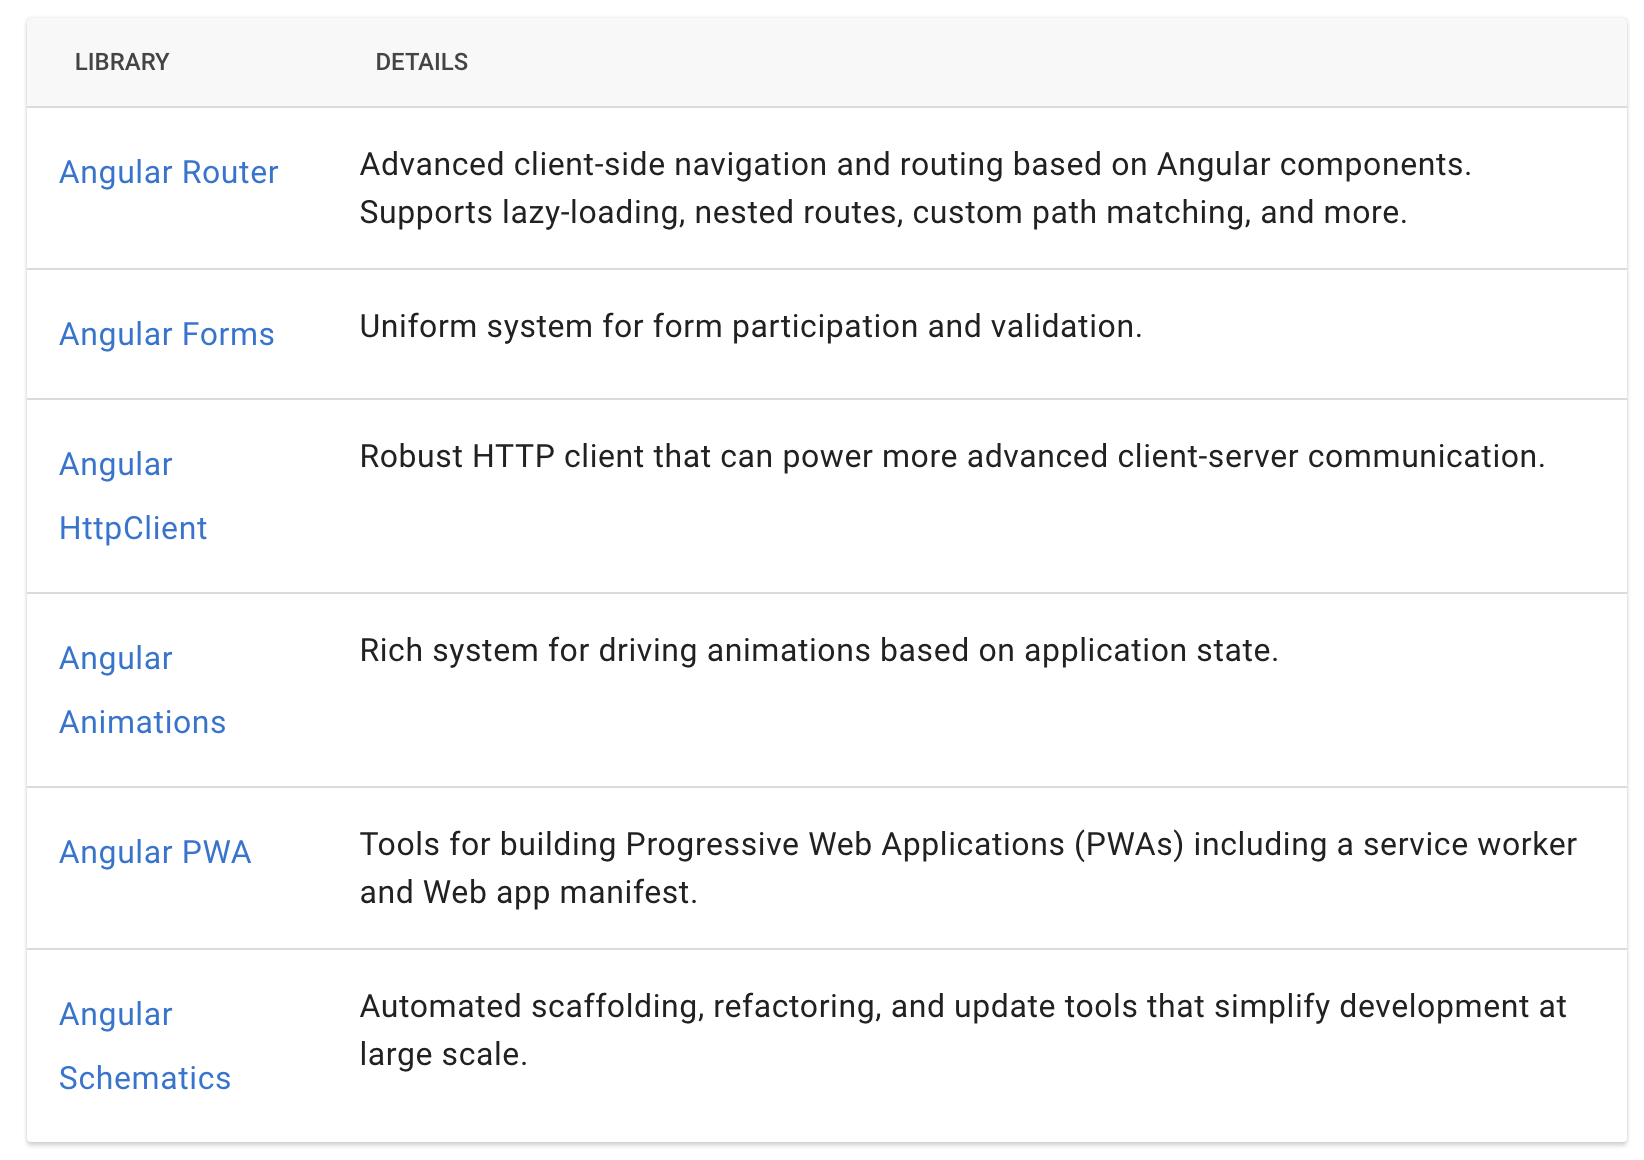 LIBRARY DETAILS
Angular Router
Advanced client-side navigation and routing based on Angular components.
Supports lazy-loading, nested routes, custom path matching, and more.
Angular Forms
Uniform system for form participation and validation.
Angular
HttpClient
Robust HTTP client that can power more advanced client-server communication.
Angular
Animations
Rich system for driving animations based on application state.
Angular PWA
Tools for building Progressive Web Applications (PWAs) including a service worker
and Web app manifest.
Angular
Schematics
Automated scaffolding, refactoring, and update tools that simplify development at
large scale.